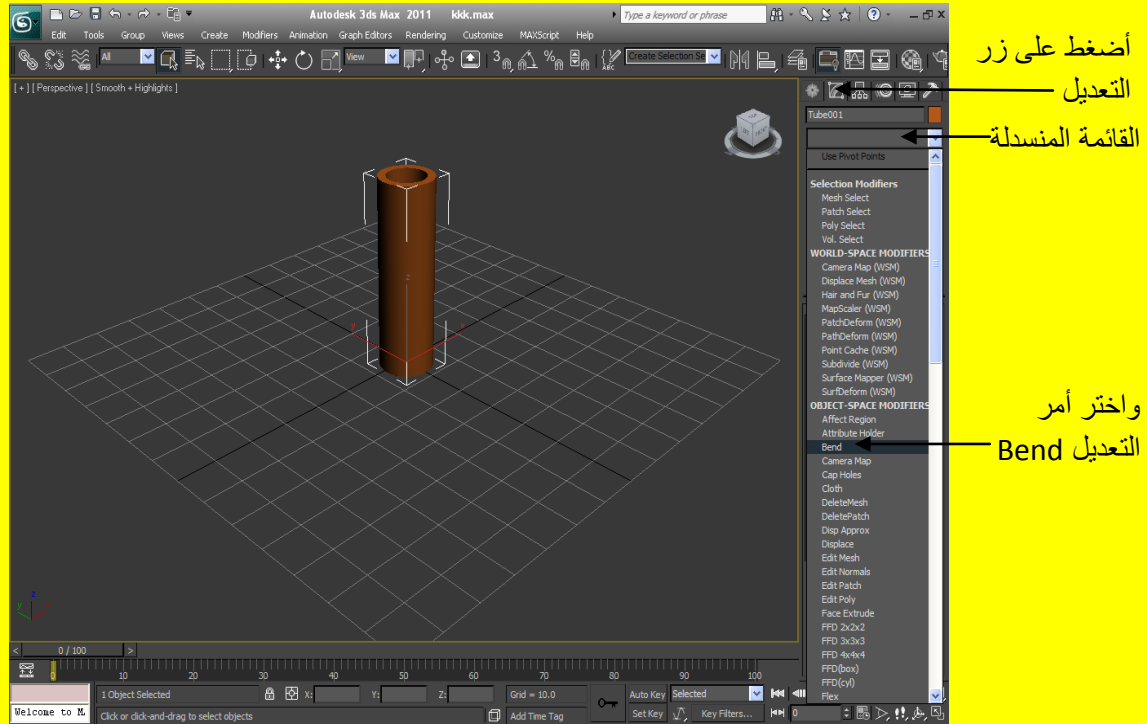 Autodesk 3ds Max 2011 kkk.max
Type a keyword or phrase
Edit Tools Group Views Create Modifiers Animation Graph Editors Rendering Customize MAXScript Help
All
View
Create Selection Se
[ + ] [ Perspective ] [ Smooth + Highlights ]
أضغط على زر
التعديل
القائمة المنسدلة
Tube001
Use Pivot Points
Selection Modifiers
Mesh Select
Patch Select
Poly Select
Vol. Select
WORLD-SPACE MODIFIERS
Camera Map (WSM)
Displace Mesh (WSM)
Hair and Fur (WSM)
MapScaler (WSM)
PatchDeform (WSM)
PathDeform (WSM)
Point Cache (WSM)
Subdivide (WSM)
Surface Mapper (WSM)
SurfDeform (WSM)
OBJECT-SPACE MODIFIERS
Affect Region
Attribute Holder
Bend
Camera Map
Cap Holes
Cloth
DeleteMesh
DeletePatch
Disp Approx
Displace
Edit Mesh
Edit Normals
Edit Patch
Edit Poly
Face Extrude
FFD 2x2x2
FFD 3x3x3
FFD 4x4x4
FFD(box)
FFD(cyl)
Flex
واختر أمر
التعديل Bend
z
z
y
0 / 100
0 10 20 30 40 50 60 70 80 90 100
1 Object Selected X: Y: Z: Grid = 10.0 Auto Key Selected
Welcome to M Click or click-and-drag to select objects Add Time Tag Set Key Key Filters... 0